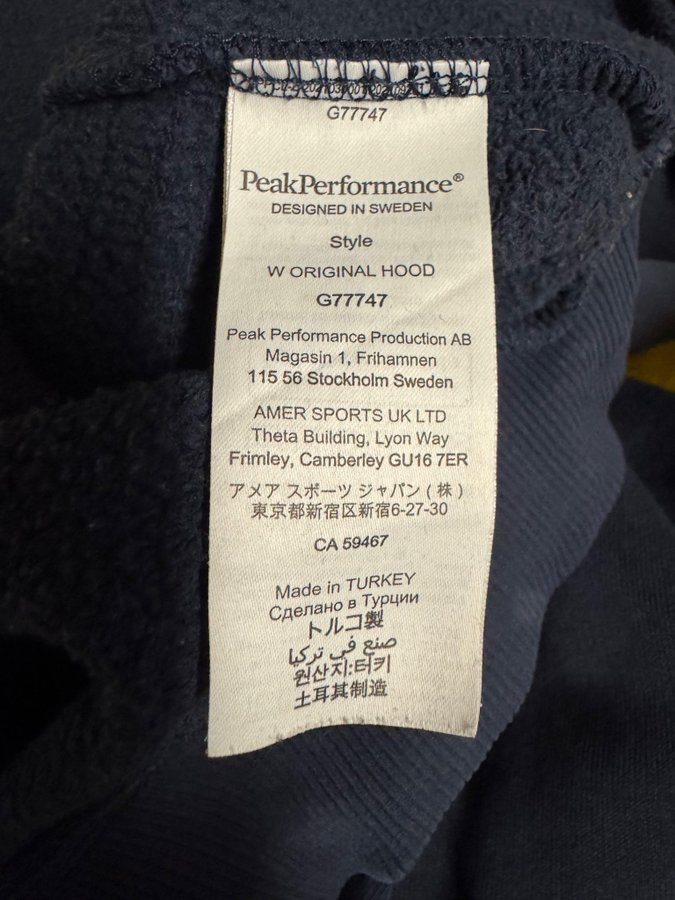 G77747
PeakPerformance®
DESIGNED IN SWEDEN
Style
W ORIGINAL HOOD
G77747
Peak Performance Production AB
Magasin 1, Frihamnen
115 56 Stockholm Sweden
AMER SPORTS UK LTD
Theta Building, Lyon Way
Frimley, Camberley GU16 7ER
アメア スポーツ ジャパン ( 株 )
東京都新宿区新宿6-27-30
CA 59467
Made in TURKEY
Сделано в Турции
トルコ製
صنع في تركيا
원산지:터키
土耳其制造